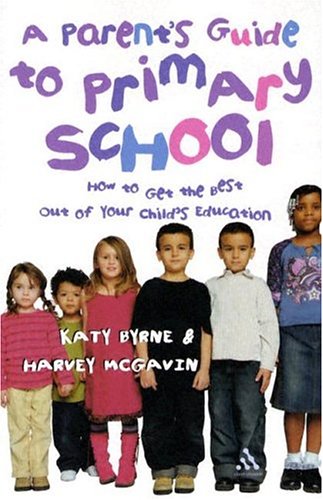 A Parent's Guide
to Primary
School
How to Get the Best
Out of Your Child's Education
Katy Byrne &
Harvey McGavin